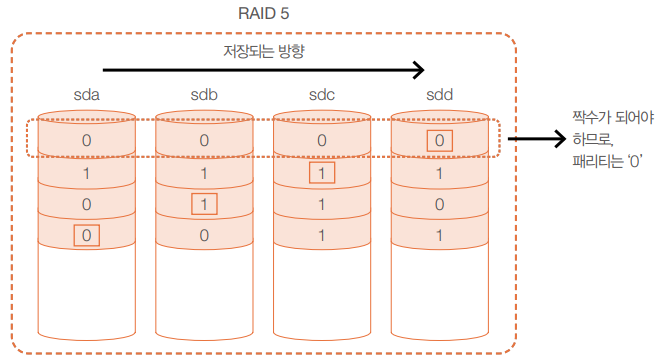 RAID 5
저장되는 방향
sda sdb sdc sdd
0 0 0 0
1 1 1 1
0 1 1 0
0 0 1 1
짝수가 되어야
하므로,
패리티는 ‘0’